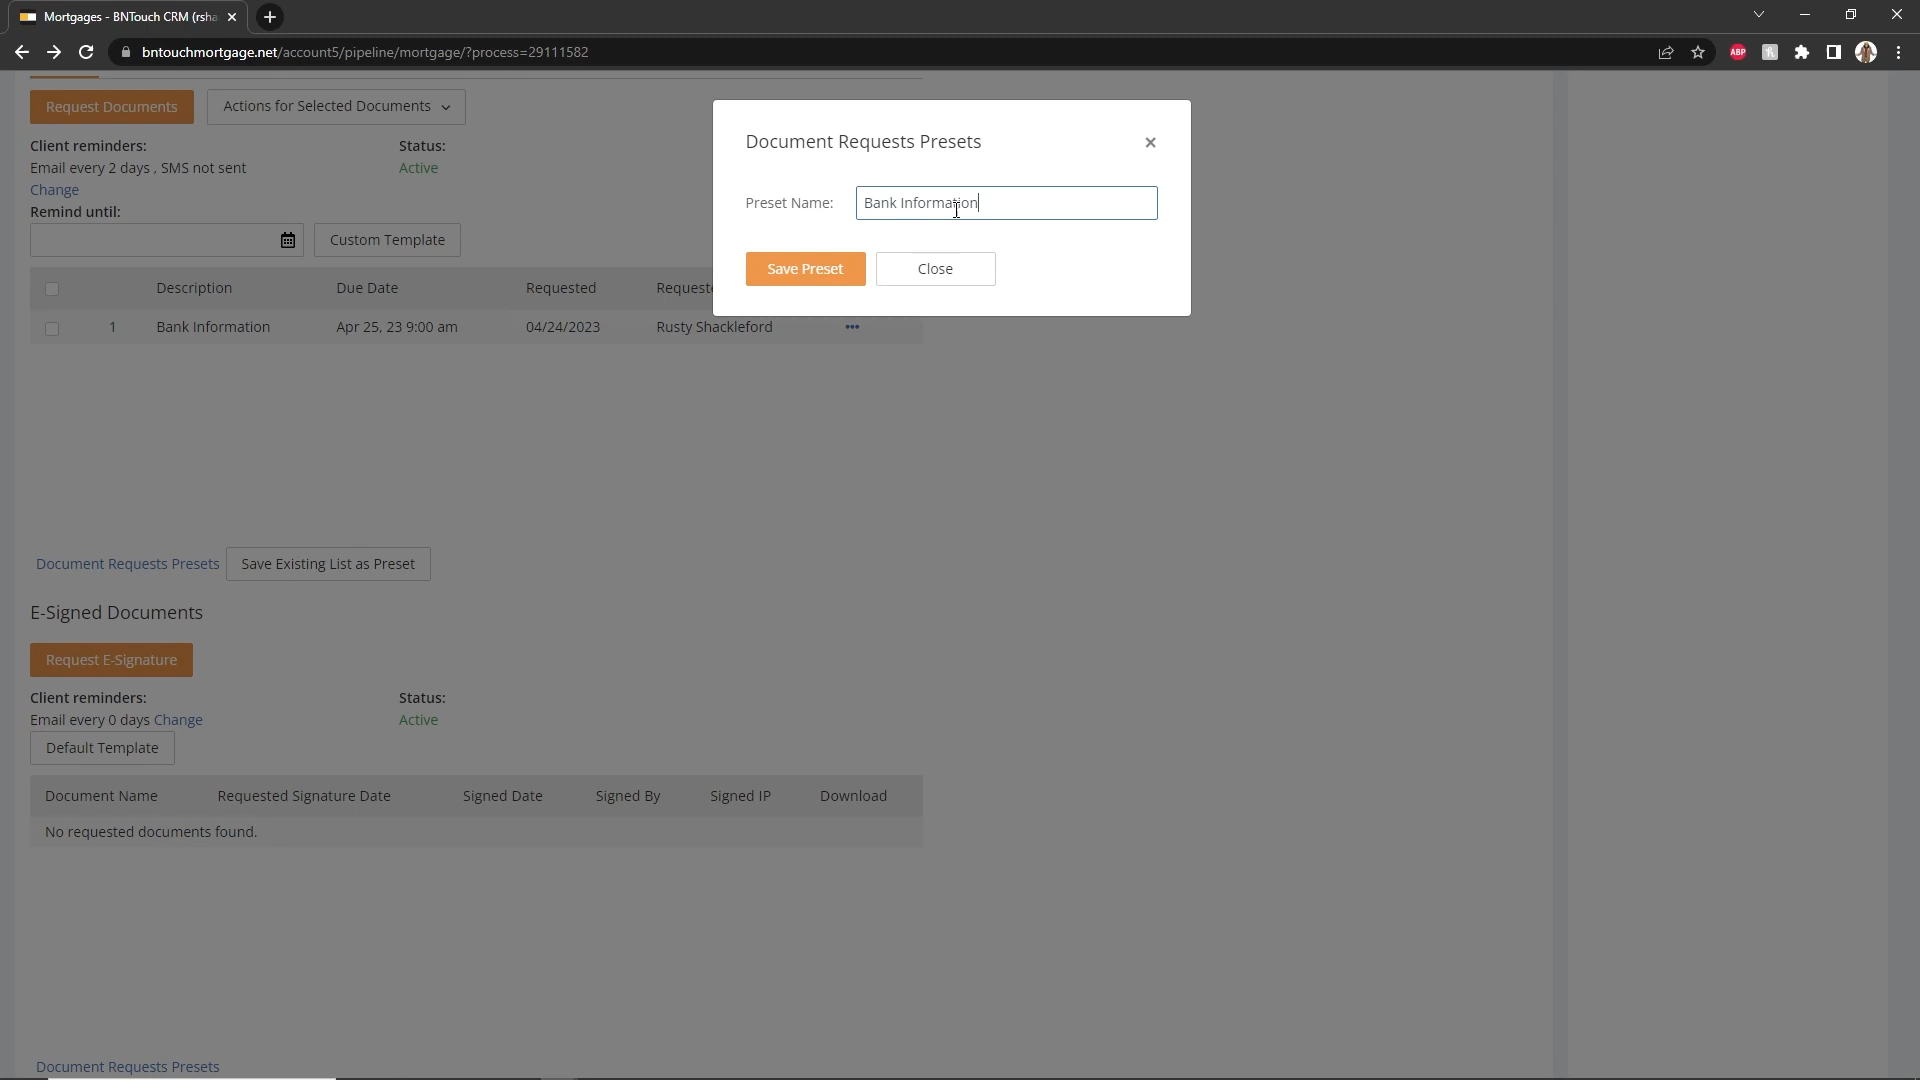 Mortgages - BNTouch CRM (rsha
bntouchmortgage.net/account5/pipeline/mortgage/?process=29111582
ABP
Request Documents
Actions for Selected Documents
Client reminders:
Status:
Email every 2 days , SMS not sent
Active
Change
Remind until:
Custom Template
Description
Due Date
Requested
Requeste
1
Bank Information
Apr 25, 23 9:00 am
04/24/2023
Rusty Shackleford
•••
Document Requests Presets
Preset Name:
Bank Information
Save Preset
Close
Document Requests Presets
Save Existing List as Preset
E-Signed Documents
Request E-Signature
Client reminders:
Status:
Email every 0 days Change
Active
Default Template
Document Name
Requested Signature Date
Signed Date
Signed By
Signed IP
Download
No requested documents found.
Document Requests Presets